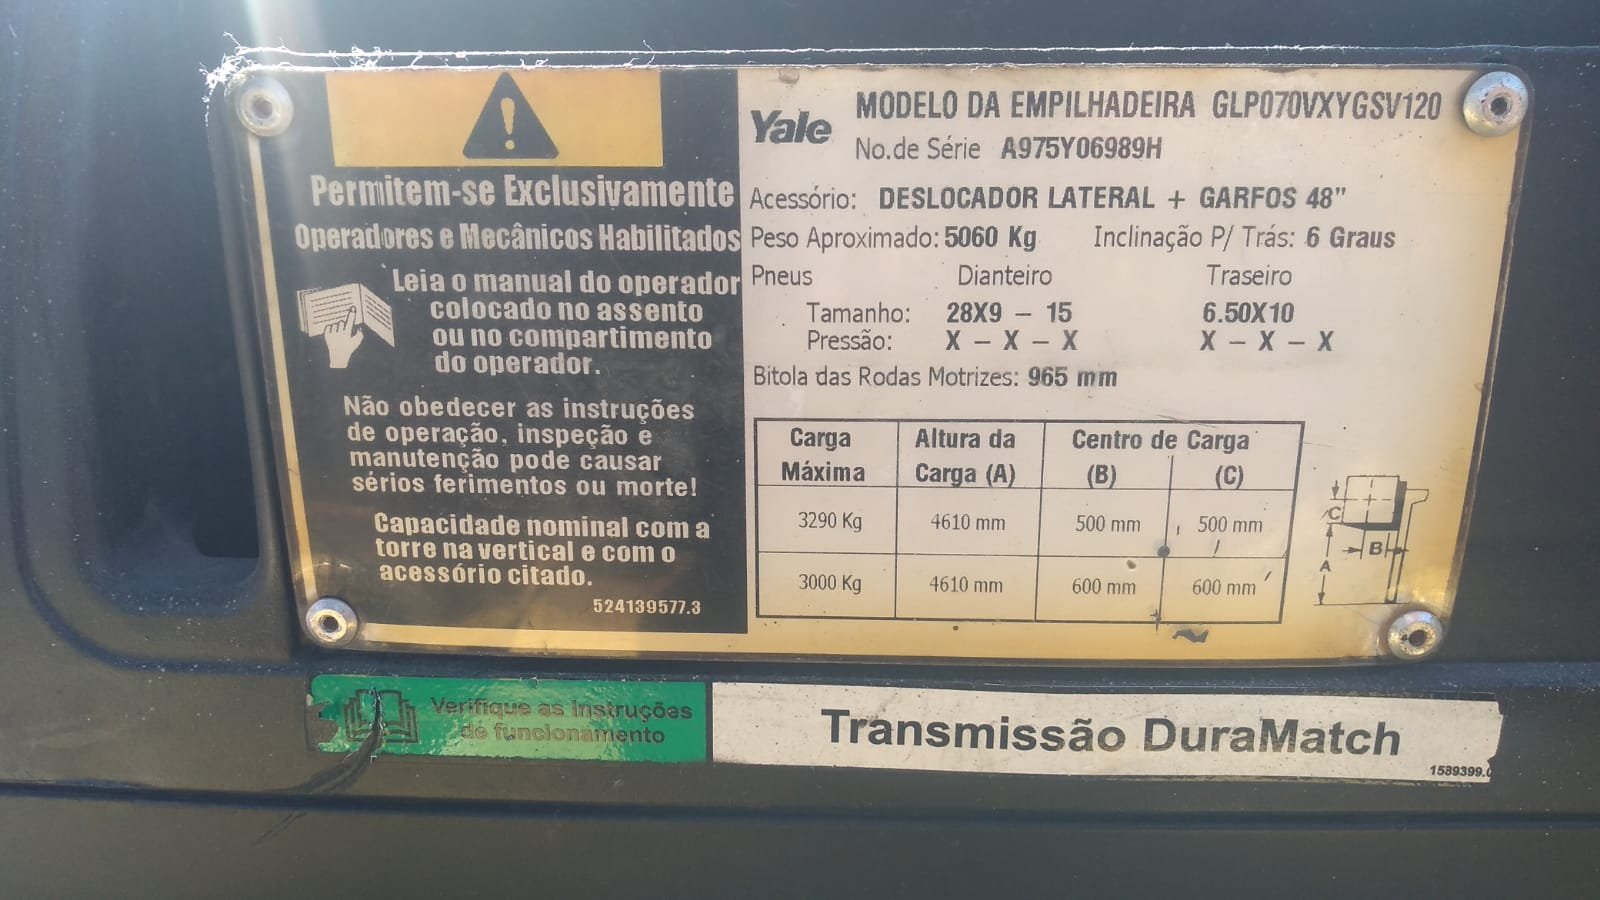 Permitem-se Exclusivamente
Operadores e Mecânicos Habilitados
Leia o manual do operador
colocado no assento
ou no compartimento
do operador.
Não obedecer as instruções
de operação, inspeção e
manutenção pode causar
sérios ferimentos ou morte!
Capacidade nominal com a
torre na vertical e com o
acessório citado.
524139577.3
Yale
MODELO DA EMPILHADEIRA GLP070VXYGSV120
No.de Série A975Y06989H
Acessório: DESLOCADOR LATERAL + GARFOS 48"
Peso Aproximado: 5060 Kg Inclinação P/ Trás: 6 Graus
Pneus Dianteiro Traseiro
Tamanho: 28X9 – 15 6.50X10
Pressão: X – X – X X – X – X
Bitola das Rodas Motrizes: 965 mm
Carga Máxima Altura da Carga (A) Centro de Carga (B) (C)
3290 Kg 4610 mm 500 mm 500 mm
3000 Kg 4610 mm 600 mm 600 mm
C
B
A
Verifique as instruções
de funcionamento
Transmissão DuraMatch
1589399.